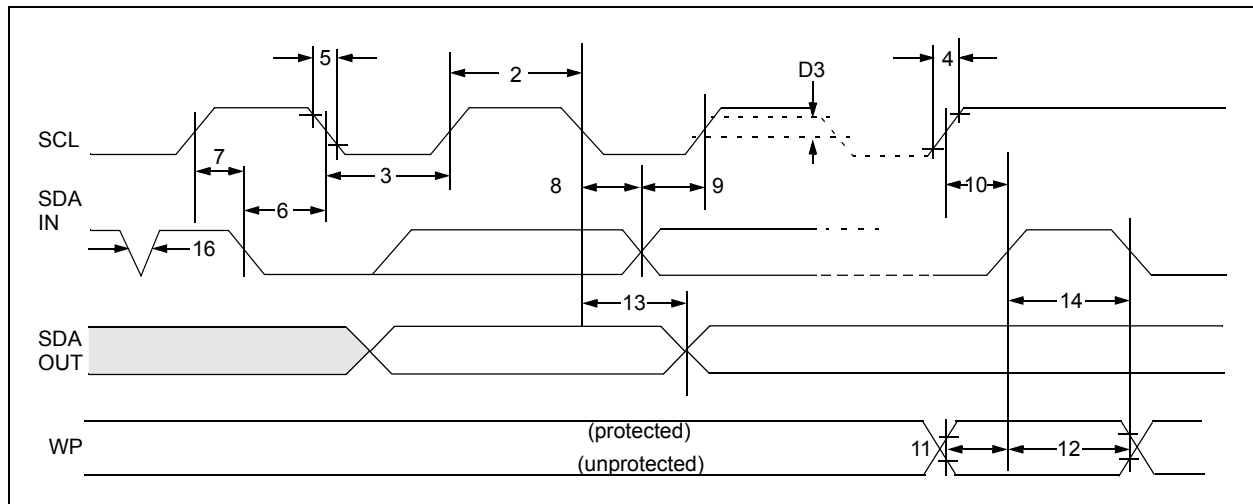 5
2
D3
4
SCL
7
3
8
9
10
SDA
IN
6
16
13
14
SDA
OUT
(protected)
WP
11
12
(unprotected)